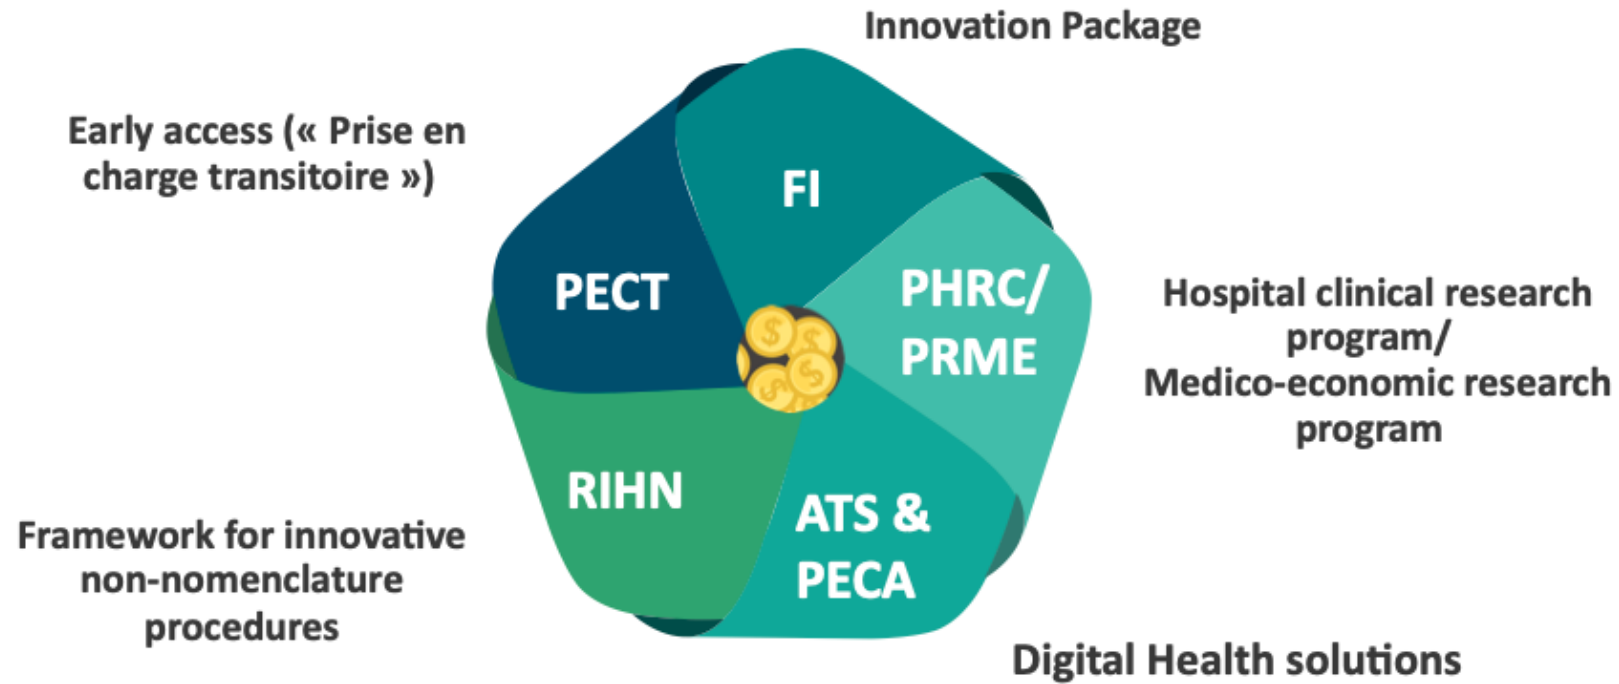 Innovation Package
Early access (« Prise en
charge transitoire »)
FI
PECT
PHRC/
PRME
Hospital clinical research
program/
Medico-economic research
program
RIHN
ATS &
PECA
Framework for innovative
non-nomenclature
procedures
Digital Health solutions